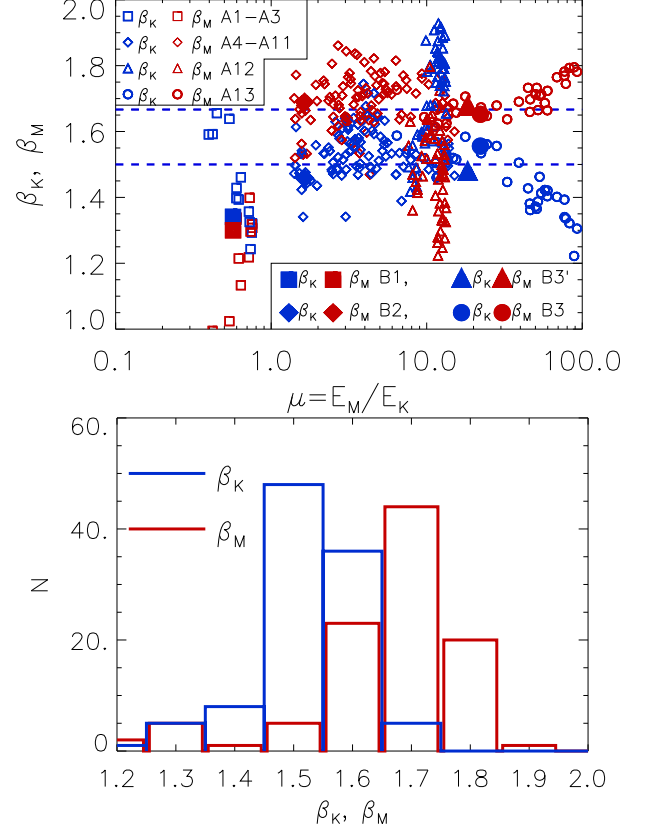 2.0
β_K β_M A1−A3
β_K β_M A4−A11
1.8
β_K β_M A12
β_K β_M A13
1.6
1.4
1.2
β_K β_M B1, β_K β_M B3'
β_K β_M B2, β_K β_M B3
1.0
β_K, β_M
0.1 1.0 10.0 100.0
μ=E_M/E_K
60.
β_K
β_M
40.
20.
0
N
1.2 1.3 1.4 1.5 1.6 1.7 1.8 1.9 2.0
β_K, β_M